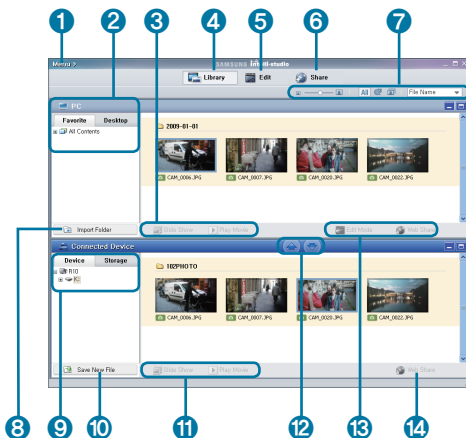 1 2 3 4 5 6 7
Menu >
SAMSUNG intelli-studio
Library Edit Share
All File Name
PC
Favorite Desktop
All Contents
2009-01-01
CAM_0006.JPG CAM_0007.JPG CAM_0020.JPG CAM_0022.JPG
Import Folder Slide Show Play Movie Edit Mode Web Share
Connected Device
Device Storage
R10
102PHOTO
CAM_0006.JPG CAM_0007.JPG CAM_0020.JPG CAM_0022.JPG
Save New File Slide Show Play Movie Web Share
8 9 10 11 12 13 14